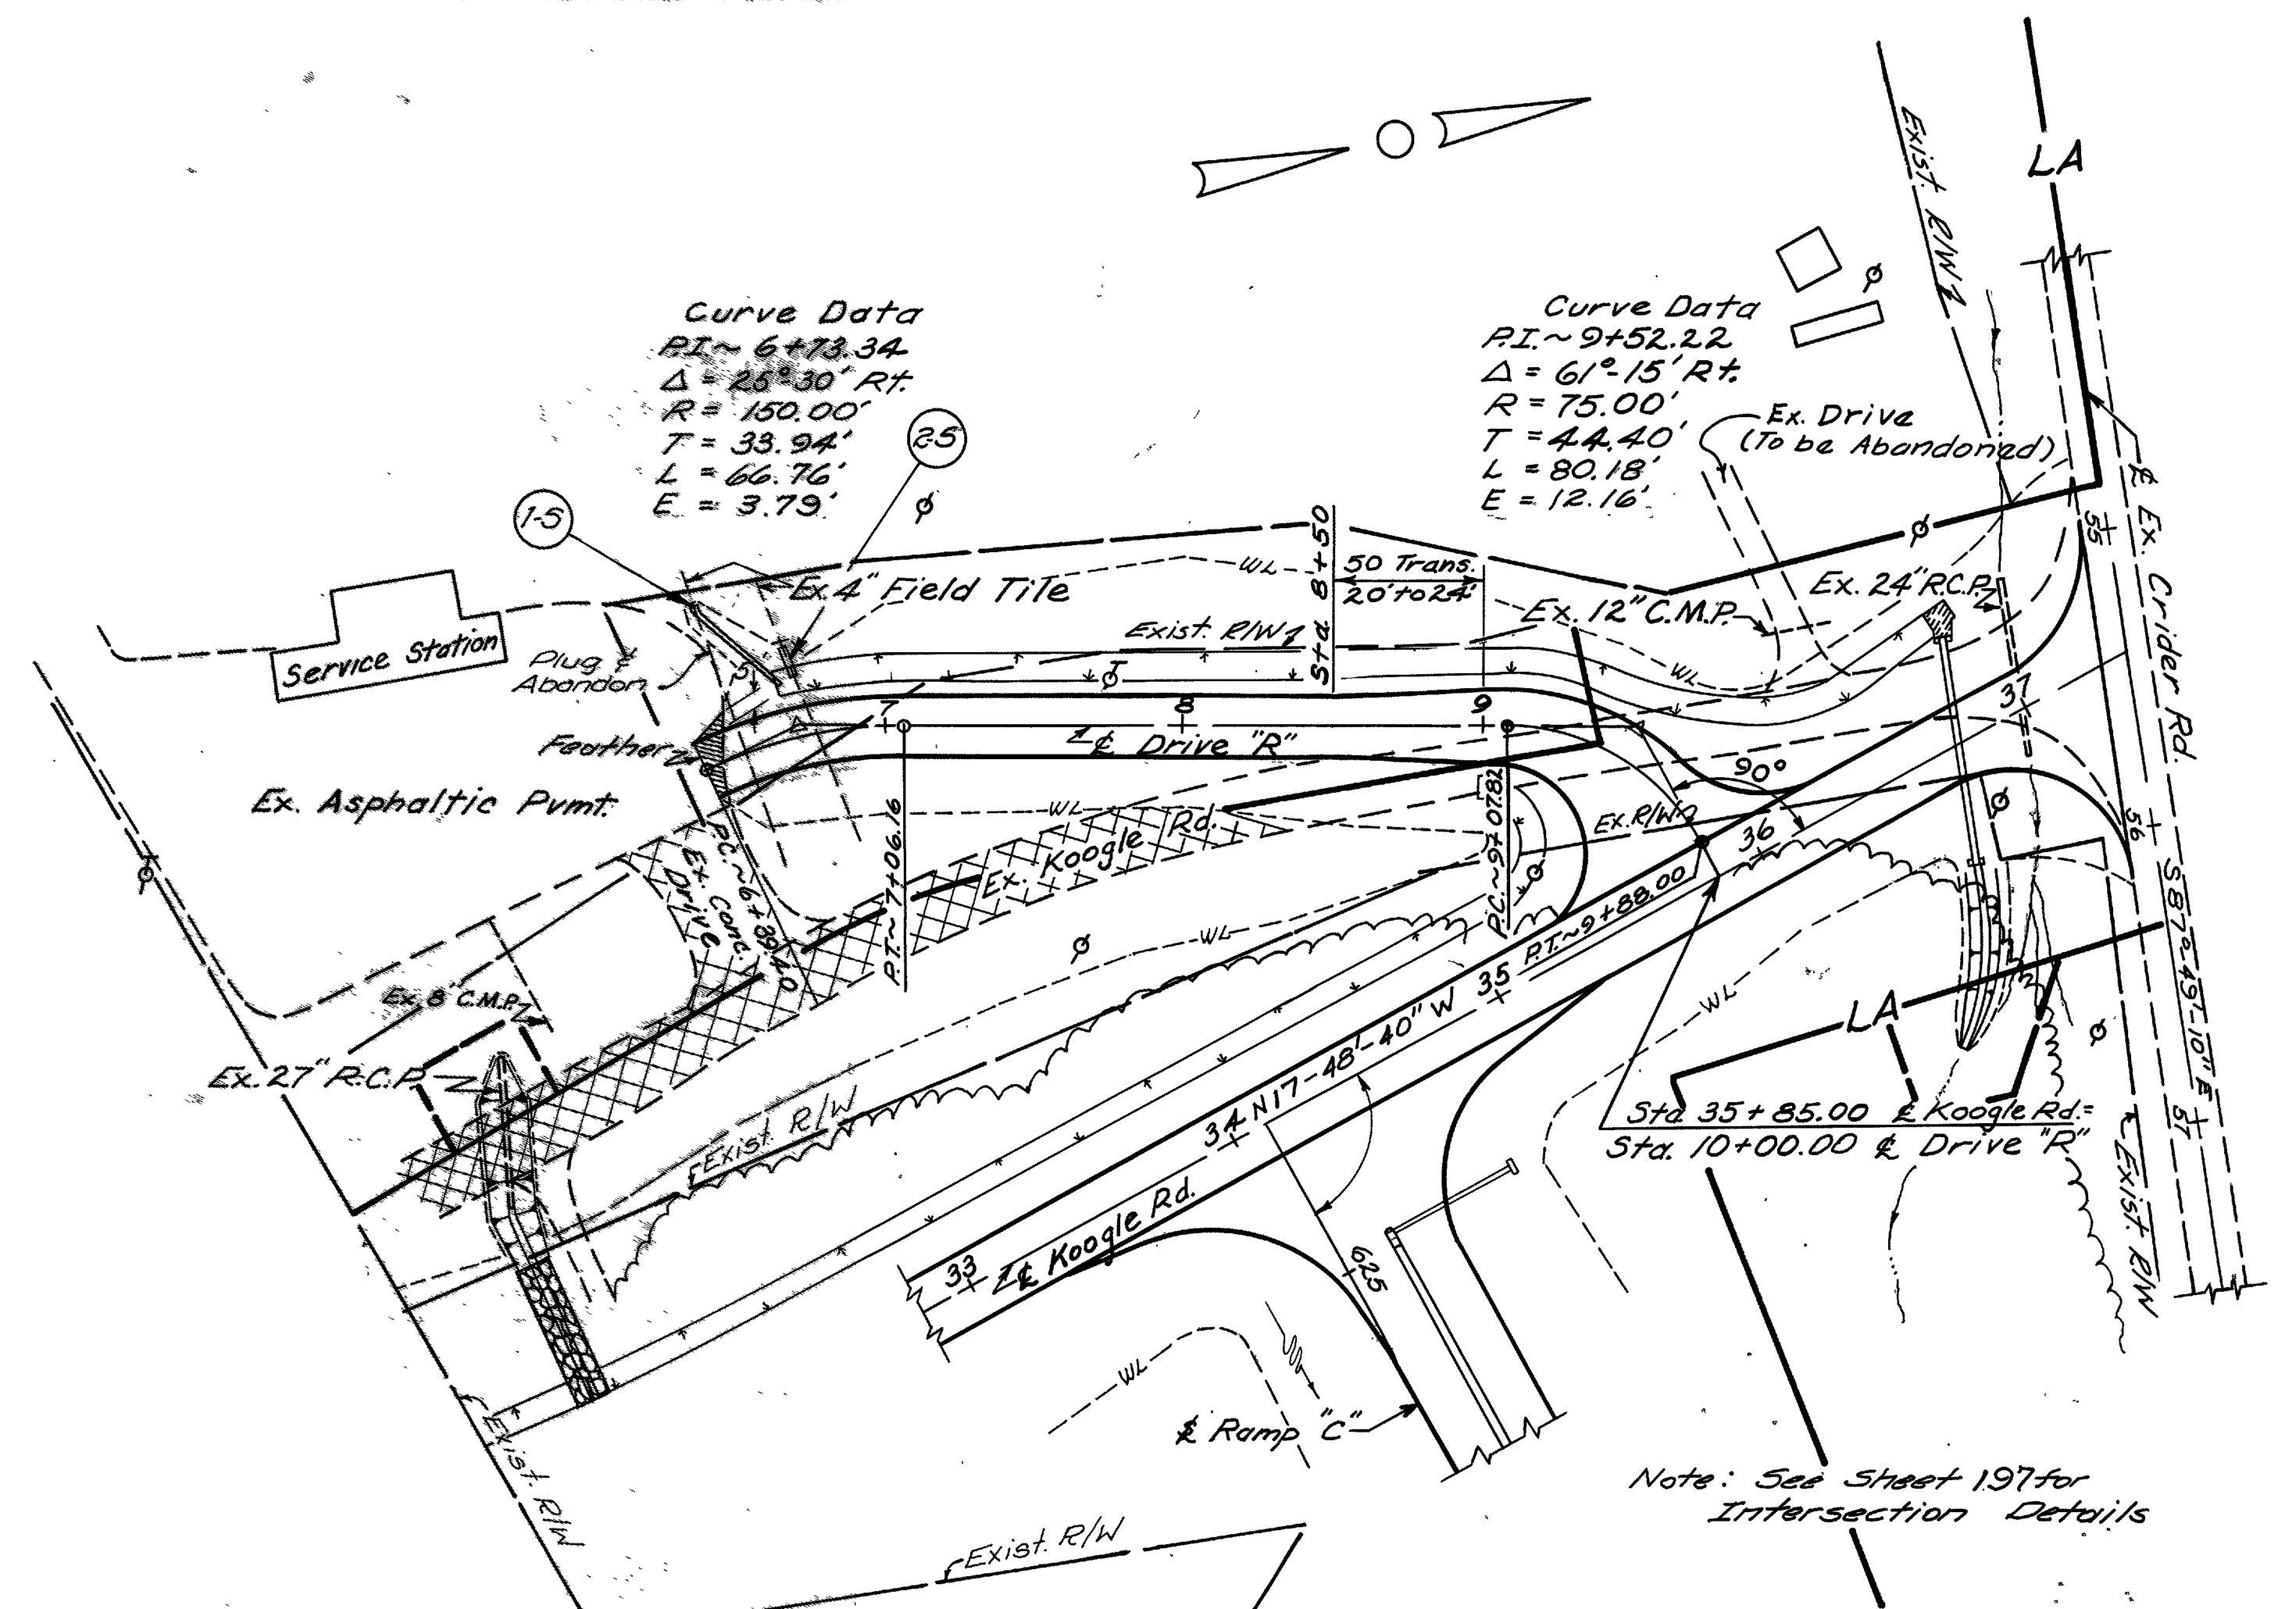 LA
Exist. R/W
Curve Data
P.I. ~ 6+73.34
Δ = 25°-30' Rt.
R = 150.00'
T = 33.94'
L = 66.76'
E = 3.79'
Curve Data
P.I. ~ 9+52.22
Δ = 61°-15' Rt.
R = 75.00'
T = 44.40'
L = 80.18'
E = 12.16'
Ex. Drive
(To be Abandoned)
2-5
1-5
Ex. 4" Field Tile
WL
Sta. 8+50
50 Trans.
20' to 24'
Ex. 12" C.M.P.
Ex. 24" R.C.P.
55
℄ Ex. Crider Rd.
Service Station
Plug &
Abandon
5
Exist. R/W
WL
7
8
9
37
Feather
℄ Drive "R"
90°
Ex. Asphaltic Pvmt.
WL
Ex. R/W
36
56
P.C. ~ 6+39.40
Ex. Conc.
Drive
P.T. ~ 7+06.16
Ex. Koogle Rd.
P.C. ~ 9+07.82
P.T. ~ 9+88.00
S87°-49'-10" E
WL
35
WL
LA
Ex. 8" C.M.P.
Ex. 27" R.C.P.
Exist. R/W
34
N17-48'-40" W
Sta. 35+85.00 ℄ Koogle Rd.=
Sta. 10+00.00 ℄ Drive "R"
57
Exist R/W
33
℄ Koogle Rd.
625
WL
℄ Ramp "C"
Exist. R/W
Note: See Sheet 197 for
Intersection Details
Exist. R/W